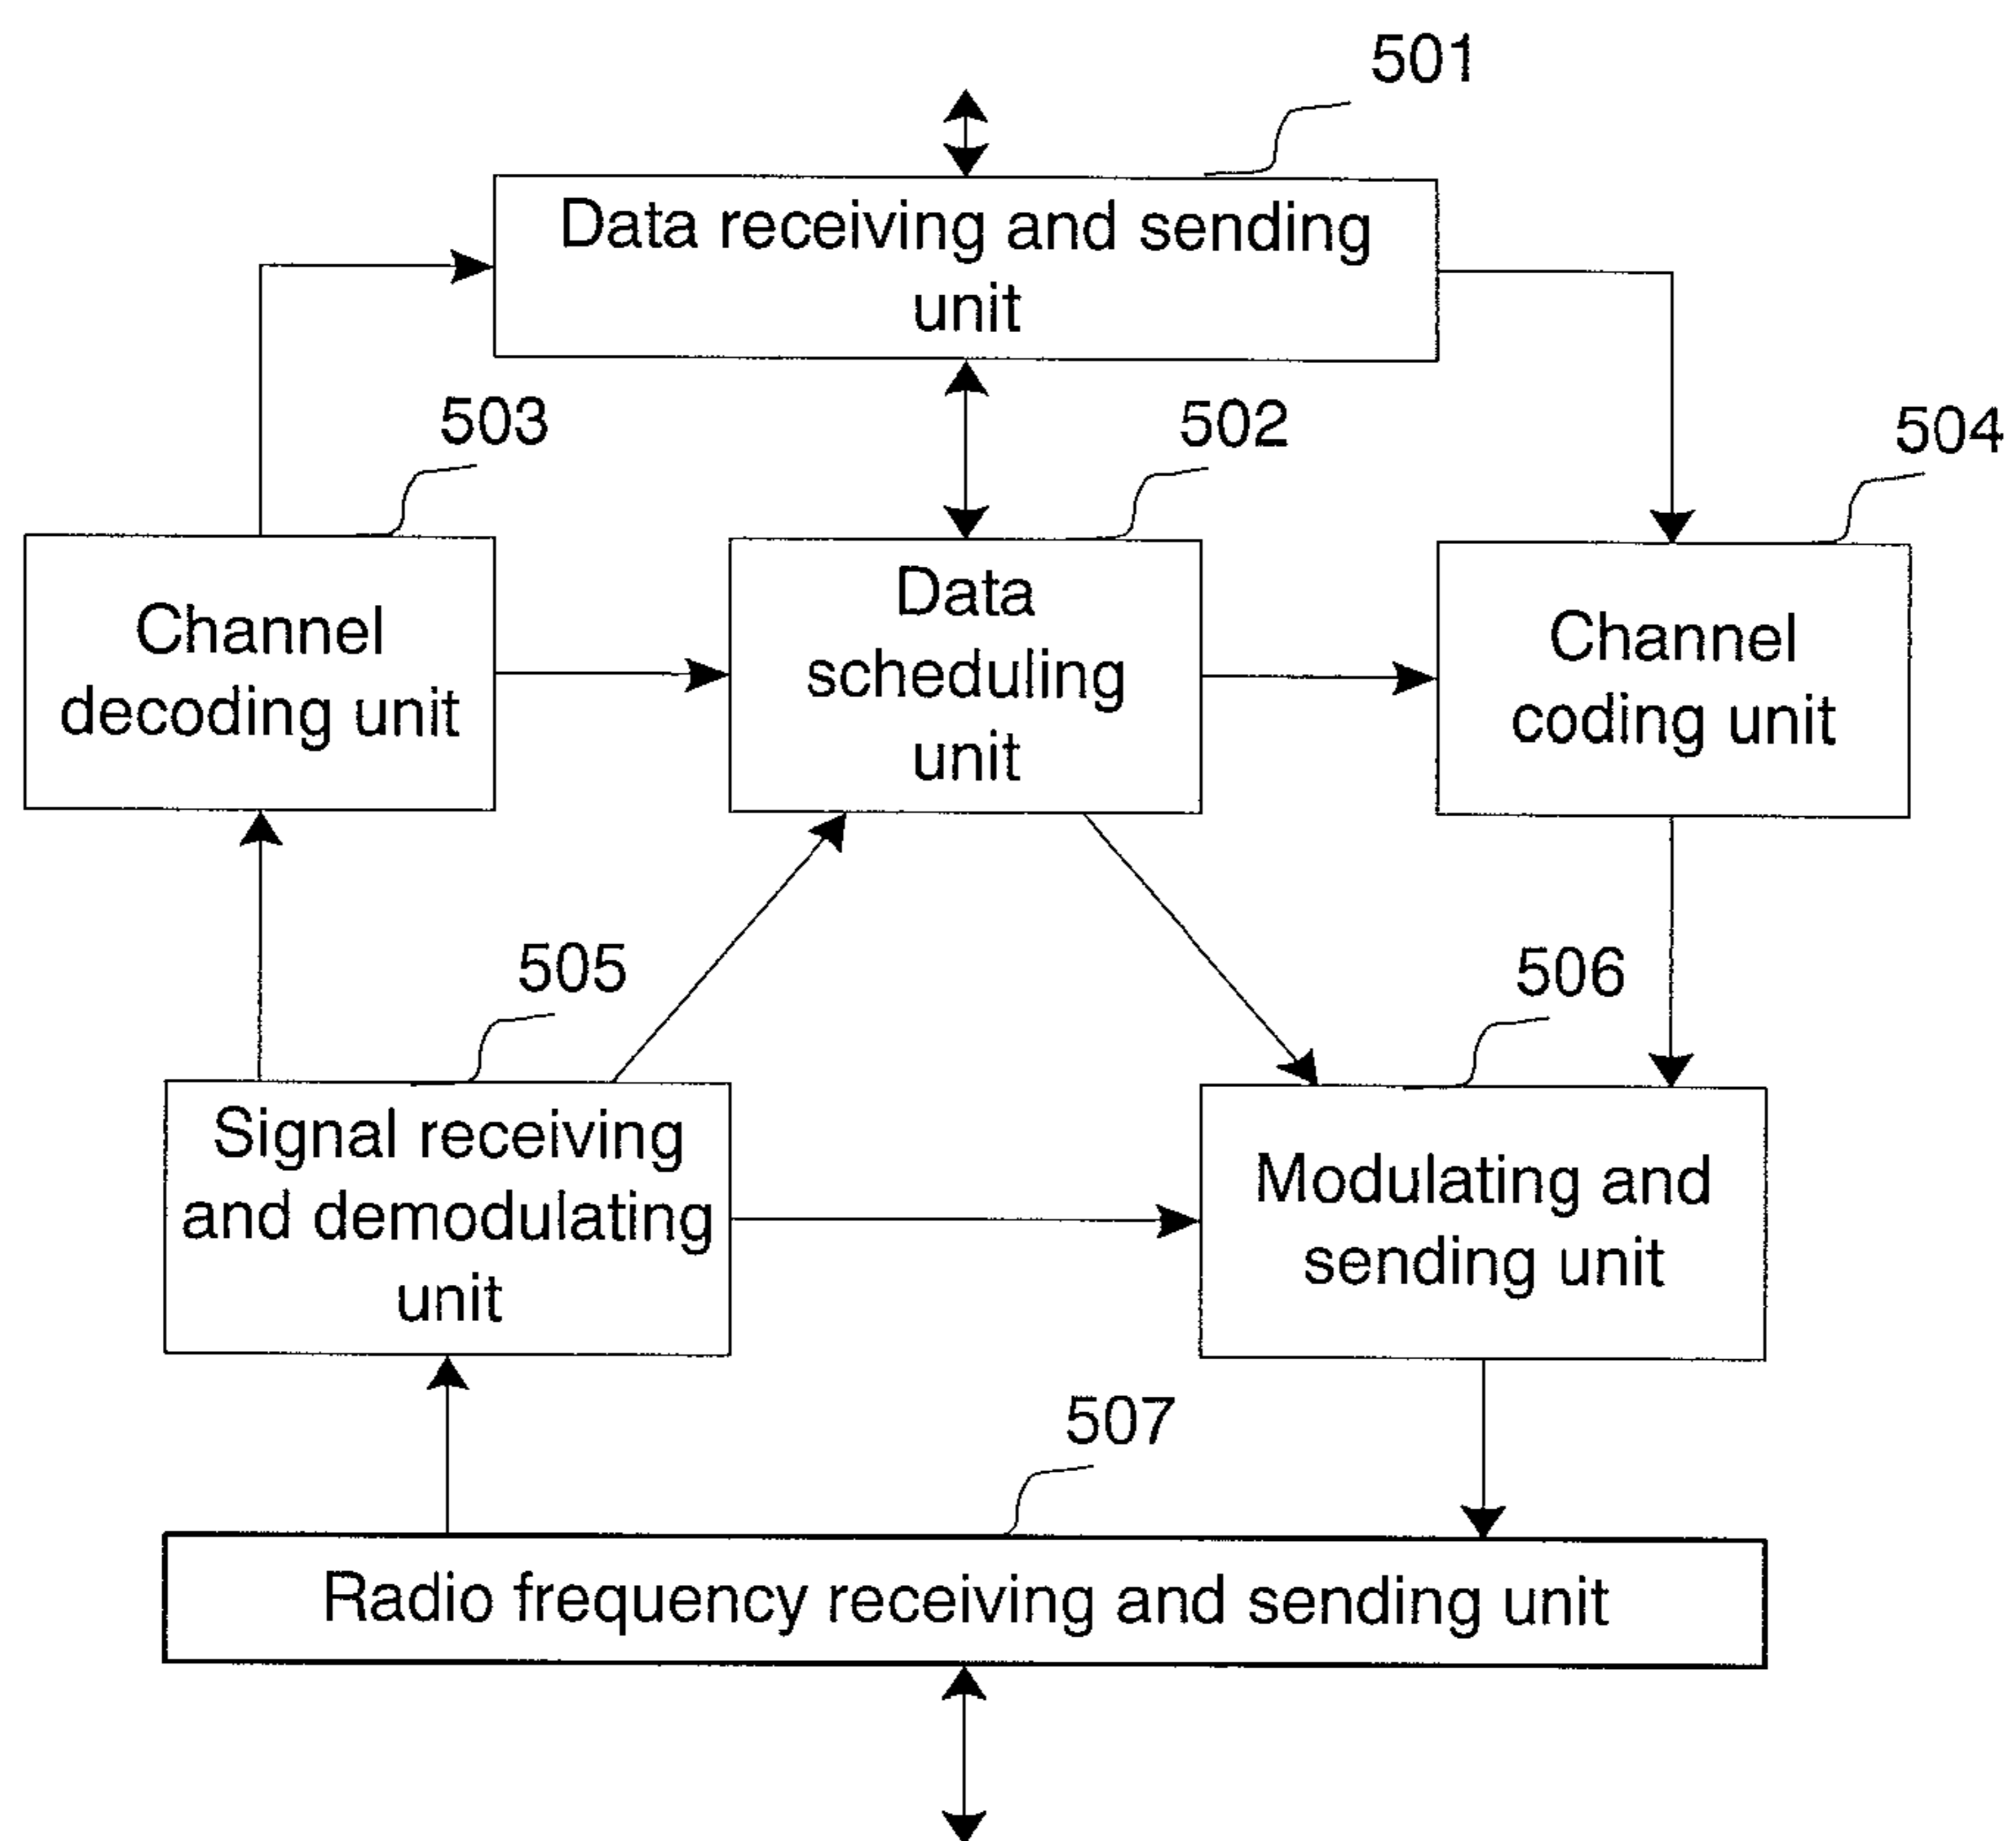 501
Data receiving and sending
unit
503
502
504
Channel
decoding unit
Data
scheduling
unit
Channel
coding unit
505
506
Signal receiving
and demodulating
unit
Modulating and
sending unit
507
Radio frequency receiving and sending unit